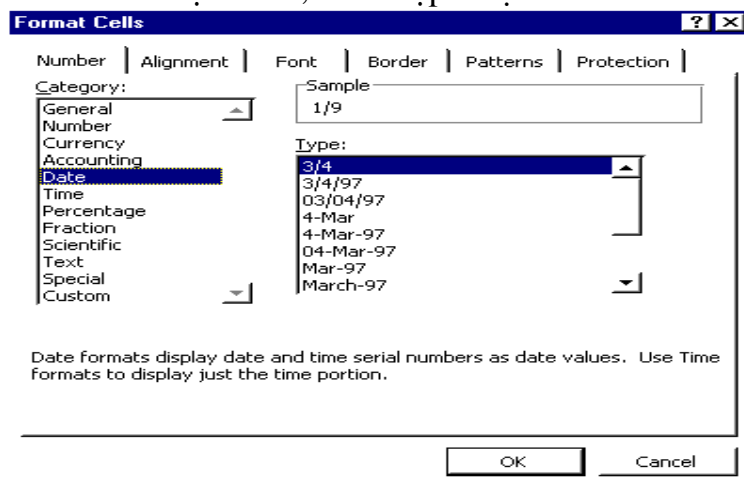 Format Cells
Number Alignment Font Border Patterns Protection
Category:
General
Number
Currency
Accounting
Date
Time
Percentage
Fraction
Scientific
Text
Special
Custom
Sample
1/9
Type:
3/4
3/4/97
03/04/97
4-Mar
4-Mar-97
04-Mar-97
Mar-97
March-97
Date formats display date and time serial numbers as date values. Use Time
formats to display just the time portion.
OK Cancel